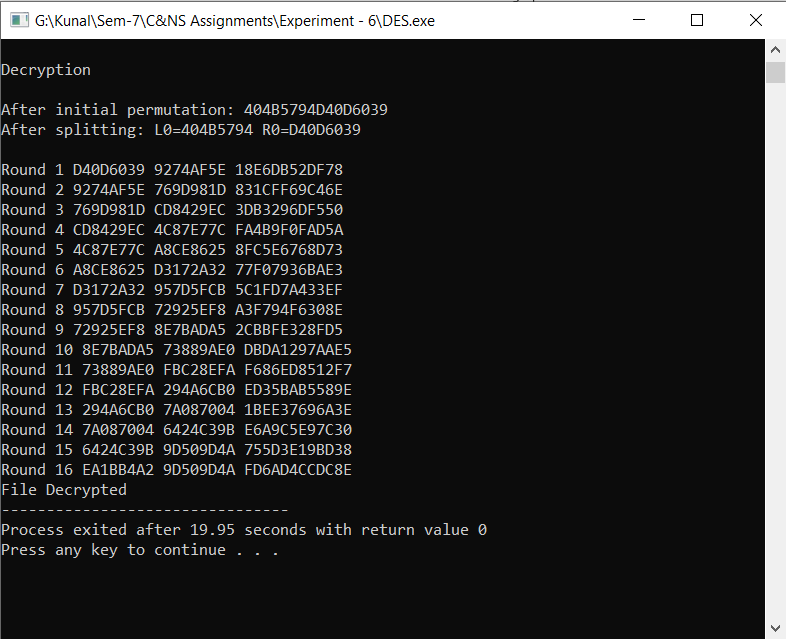 G:\Kunal\Sem-7\C&NS Assignments\Experiment - 6\DES.exe
Decryption
After initial permutation: 404B5794D40D6039
After splitting: L0=404B5794 R0=D40D6039
Round 1 D40D6039 9274AF5E 18E6DB52DF78
Round 2 9274AF5E 769D981D 831CFF69C46E
Round 3 769D981D CD8429EC 3DB3296DF550
Round 4 CD8429EC 4C87E77C FA4B9F0FAD5A
Round 5 4C87E77C A8CE8625 8FC5E6768D73
Round 6 A8CE8625 D3172A32 77F07936BAE3
Round 7 D3172A32 957D5FCB 5C1FD7A433EF
Round 8 957D5FCB 72925EF8 A3F794F6308E
Round 9 72925EF8 8E7BADA5 2CBBFE328FD5
Round 10 8E7BADA5 73889AE0 DBDA1297AAE5
Round 11 73889AE0 FBC28EFA F686ED8512F7
Round 12 FBC28EFA 294A6CB0 ED35BAB5589E
Round 13 294A6CB0 7A087004 1BEE37696A3E
Round 14 7A087004 6424C39B E6A9C5E97C30
Round 15 6424C39B 9D509D4A 755D3E19BD38
Round 16 EA1BB4A2 9D509D4A FD6AD4CCDC8E
File Decrypted
--------------------------------
Process exited after 19.95 seconds with return value 0
Press any key to continue . . .